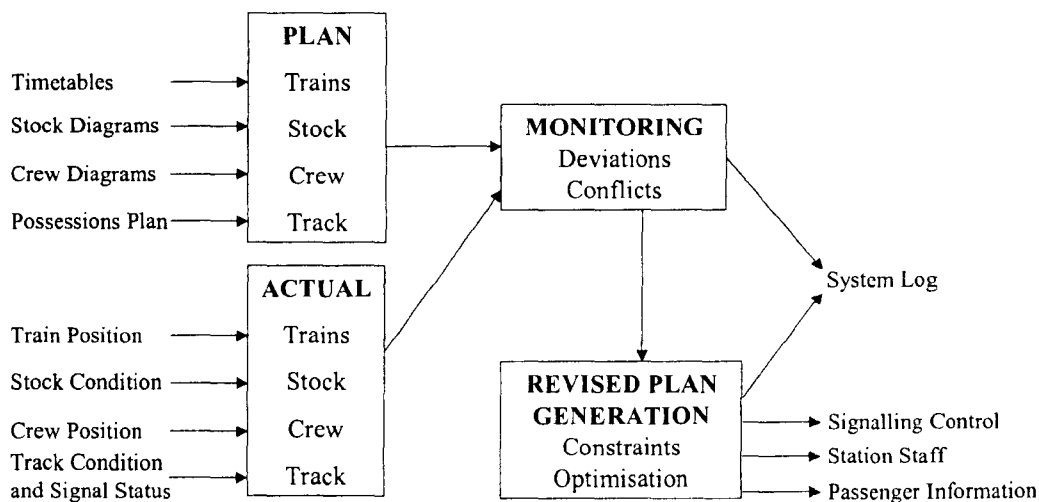 PLAN
Timetables
Trains
Stock Diagrams
Stock
Crew Diagrams
Crew
Possessions Plan
Track
MONITORING
Deviations
Conflicts
System Log
ACTUAL
Train Position
Trains
Stock Condition
Stock
Crew Position
Crew
Track Condition
and Signal Status
Track
REVISED PLAN
GENERATION
Constraints
Optimisation
Signalling Control
Station Staff
Passenger Information